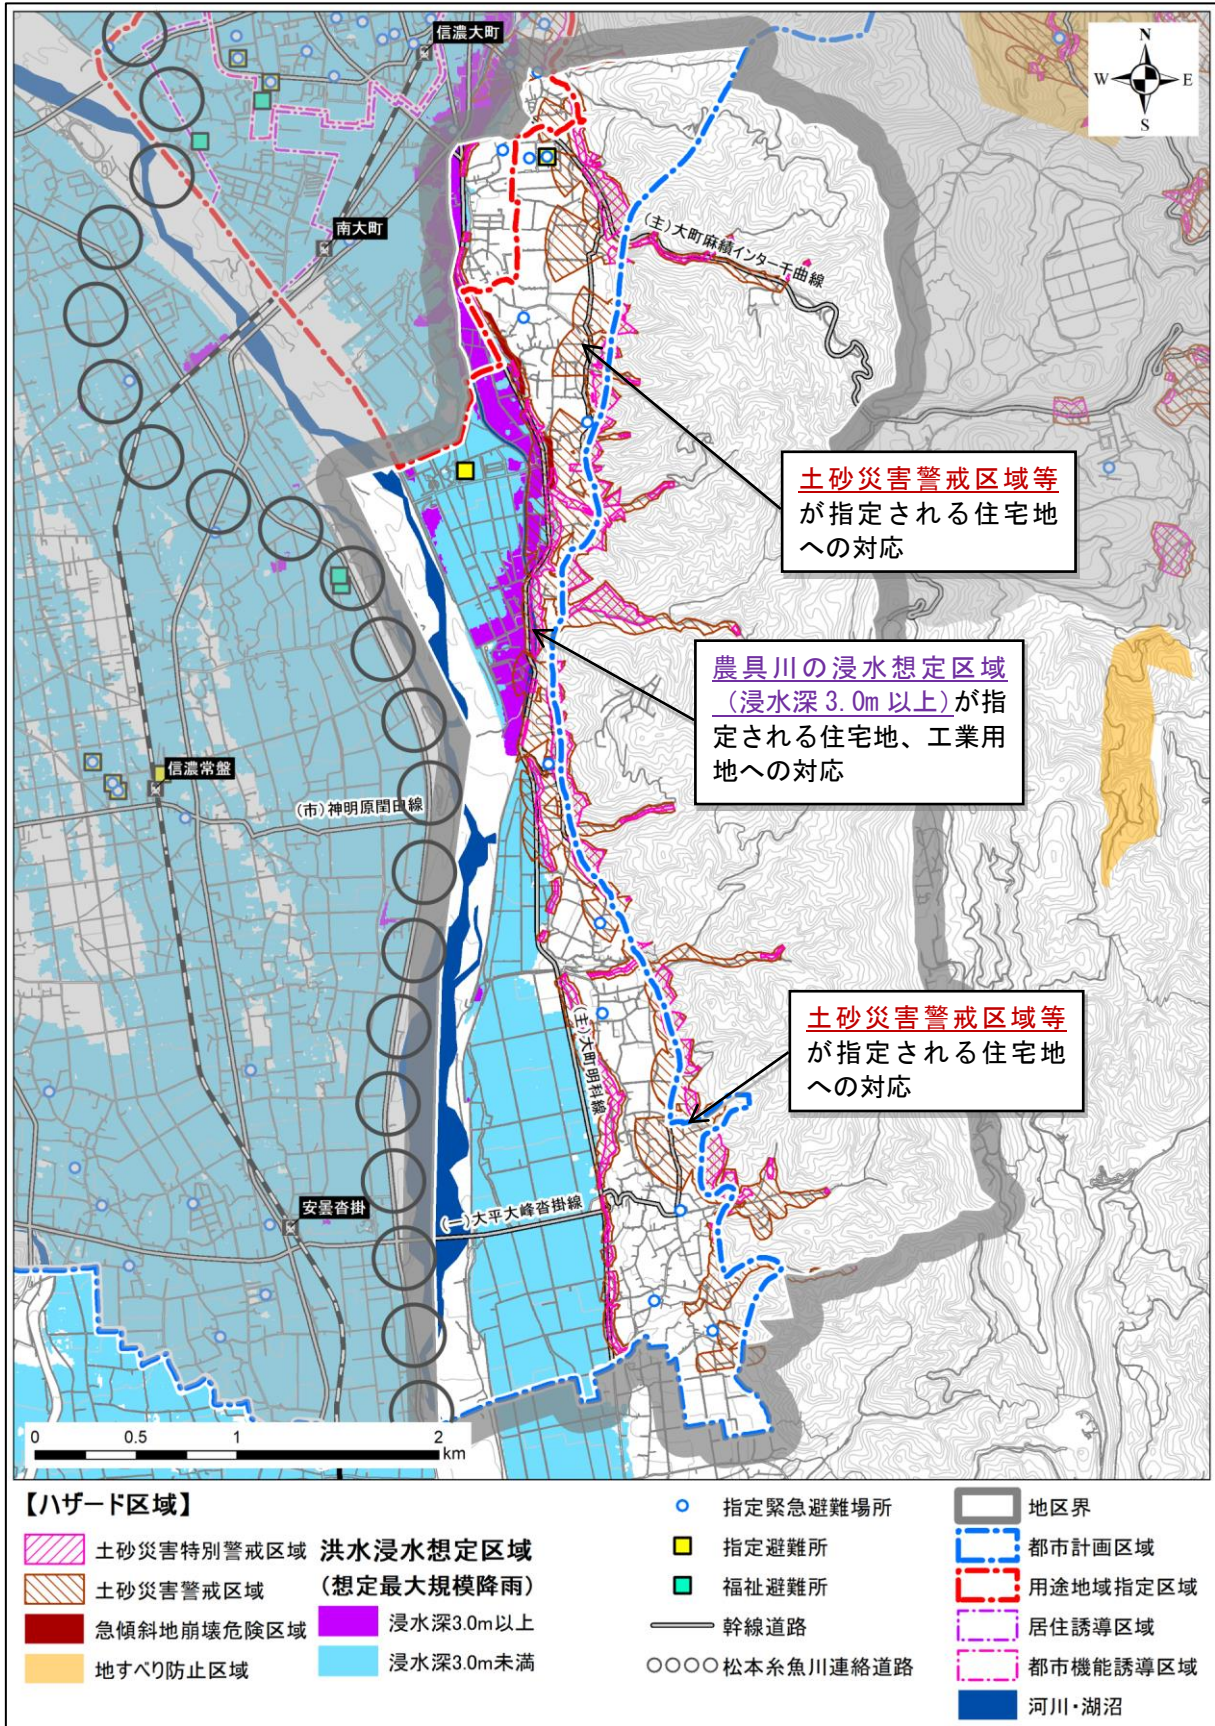 信濃大町
N
W
E
S
南大町
(主)大町麻績インター千曲線
土砂災害警戒区域等
が指定される住宅地
への対応
農具川の浸水想定区域
(浸水深3.0m以上)が指
定される住宅地、工業用
地への対応
信濃常盤
(市)神明原閏田線
土砂災害警戒区域等
が指定される住宅地
への対応
(主)大町明科線
安曇沓掛
(一)大平大峰沓掛線
0 0.5 1 2
km
【ハザード区域】
土砂災害特別警戒区域
土砂災害警戒区域
急傾斜地崩壊危険区域
地すべり防止区域
洪水浸水想定区域
(想定最大規模降雨)
浸水深3.0m以上
浸水深3.0m未満
指定緊急避難場所
指定避難所
福祉避難所
幹線道路
松本糸魚川連絡道路
地区界
都市計画区域
用途地域指定区域
居住誘導区域
都市機能誘導区域
河川・湖沼